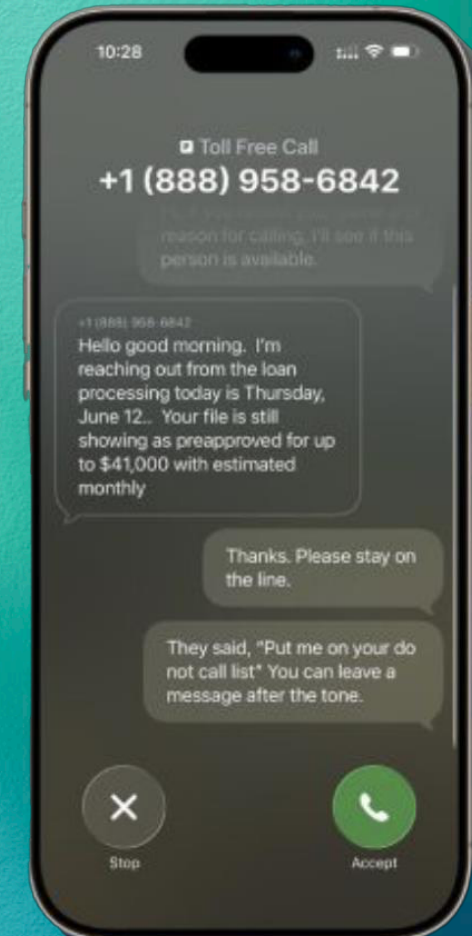 10:28
Toll Free Call
+1 (888) 958-6842
reason for calling, I'll see if this
person is available.
+1 (888) 958-6842
Hello good morning. I'm
reaching out from the loan
processing today is Thursday,
June 12.. Your file is still
showing as preapproved for up
to $41,000 with estimated
monthly
Thanks. Please stay on
the line.
They said, "Put me on your do
not call list" You can leave a
message after the tone.
Stop
Accept